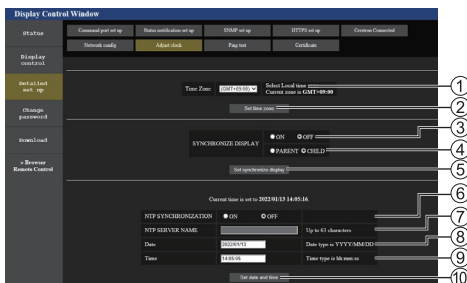 Display Control Window
Status
Display control
Detailed set up
Change password
Download
» Browser Remote Control
Command port set up
Status notification set up
SNMP set up
HTTPS set up
Crestron Connected
Network config
Adjust clock
Ping test
Certificate
Time Zone
(GMT+09:00)
Select Local time
Current zone is GMT+09:00
Set time zone
SYNCHRONIZE DISPLAY
ON OFF
PARENT CHILD
Set synchronize display
Current time is set to 2022/01/13 14:05:16.
NTP SYNCHRONIZATION ON OFF
NTP SERVER NAME Up to 63 characters
Date 2022/01/13 Date type is YYYY/MM/DD
Time 14:05:05 Time type is hh:mm:ss
Set date and time
1
2
3
4
5
6
7
8
9
10